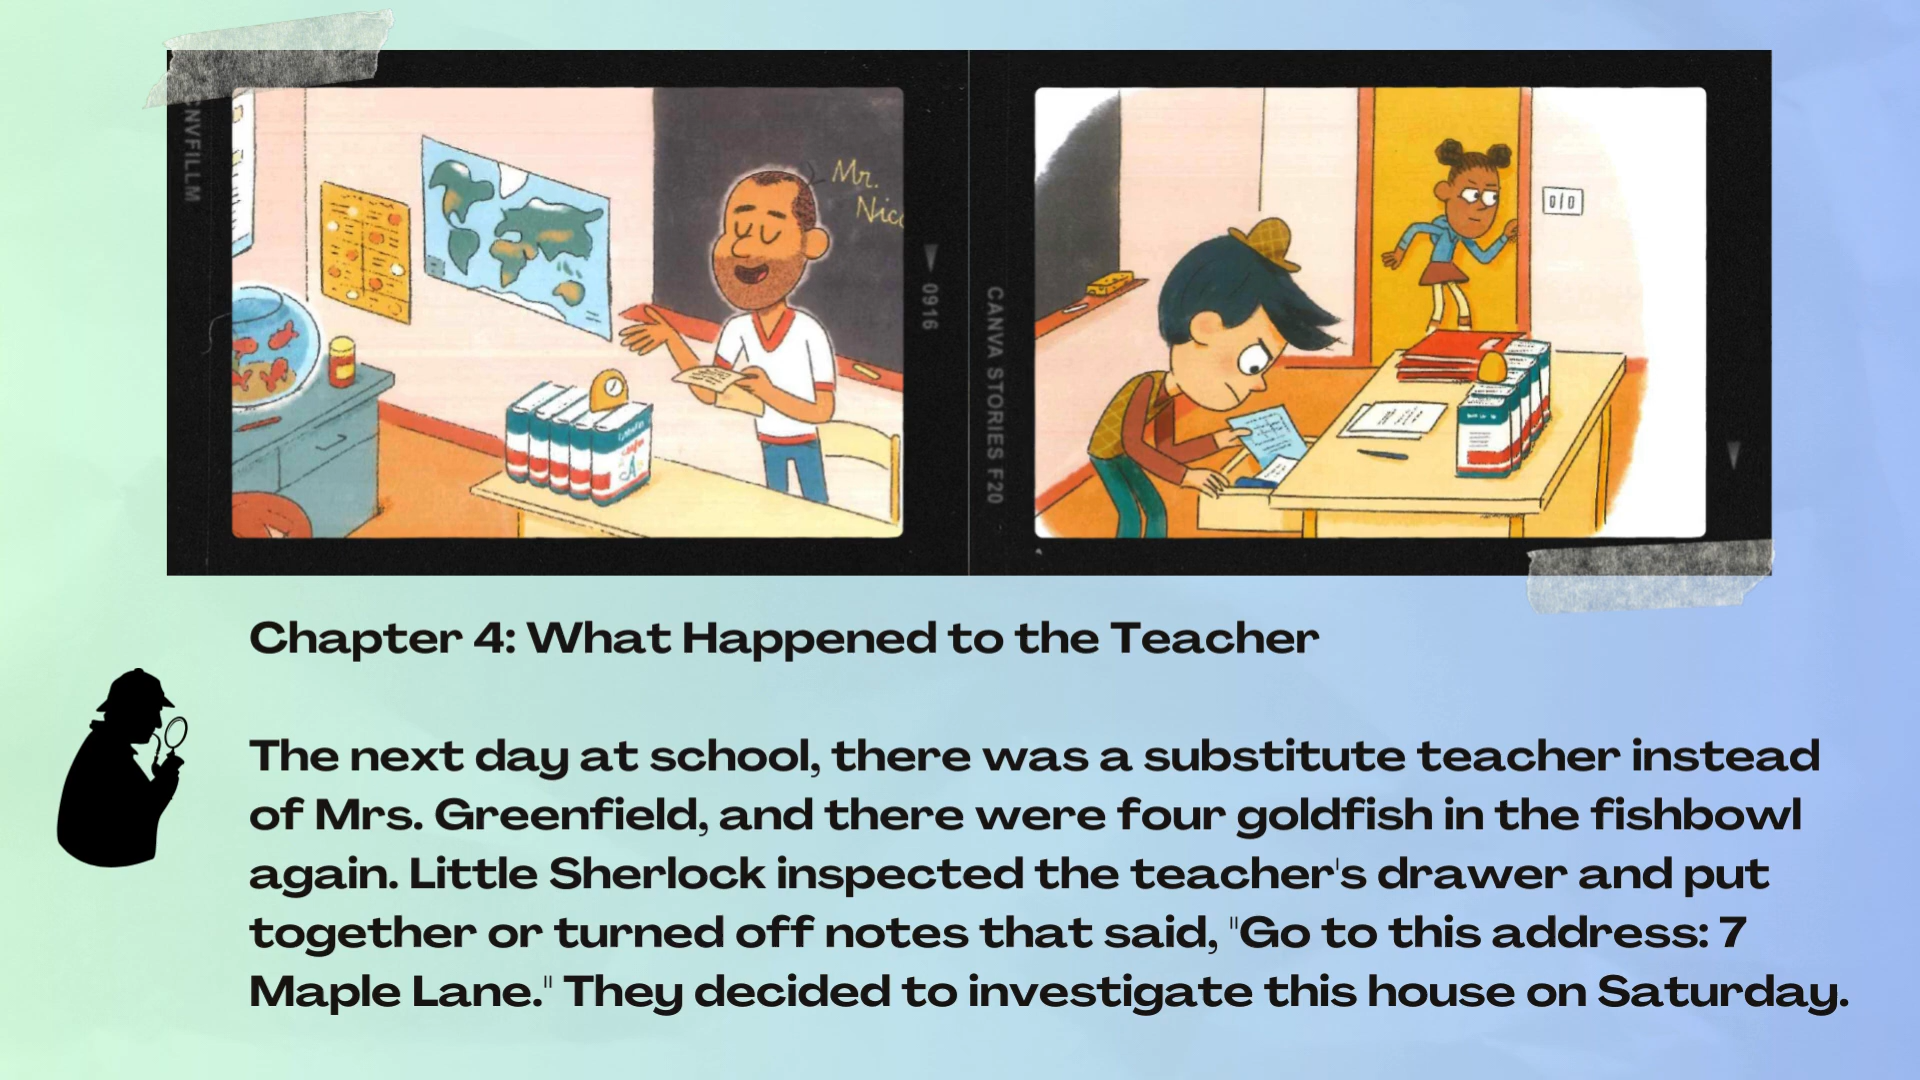 CNVFILLM
Mr.
Nico
0916
CANVA STORIES F20
Chapter 4: What Happened to the Teacher
The next day at school, there was a substitute teacher instead
of Mrs. Greenfield, and there were four goldfish in the fishbowl
again. Little Sherlock inspected the teacher's drawer and put
together or turned off notes that said, "Go to this address: 7
Maple Lane." They decided to investigate this house on Saturday.